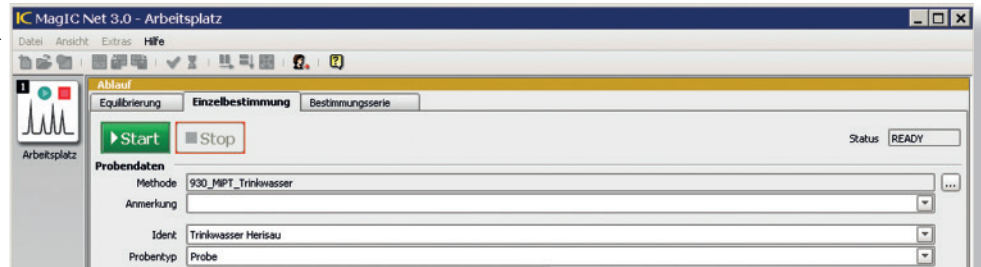 IC MagIC Net 3.0 - Arbeitsplatz
Datei Ansicht Extras Hilfe
1
Ablauf
Equilibrierung Einzelbestimmung Bestimmungsserie
Start Stop
Status READY
Arbeitsplatz
Probendaten
Methode 930_MiPT_Trinkwasser ...
Anmerkung
Ident Trinkwasser Herisau
Probentyp Probe